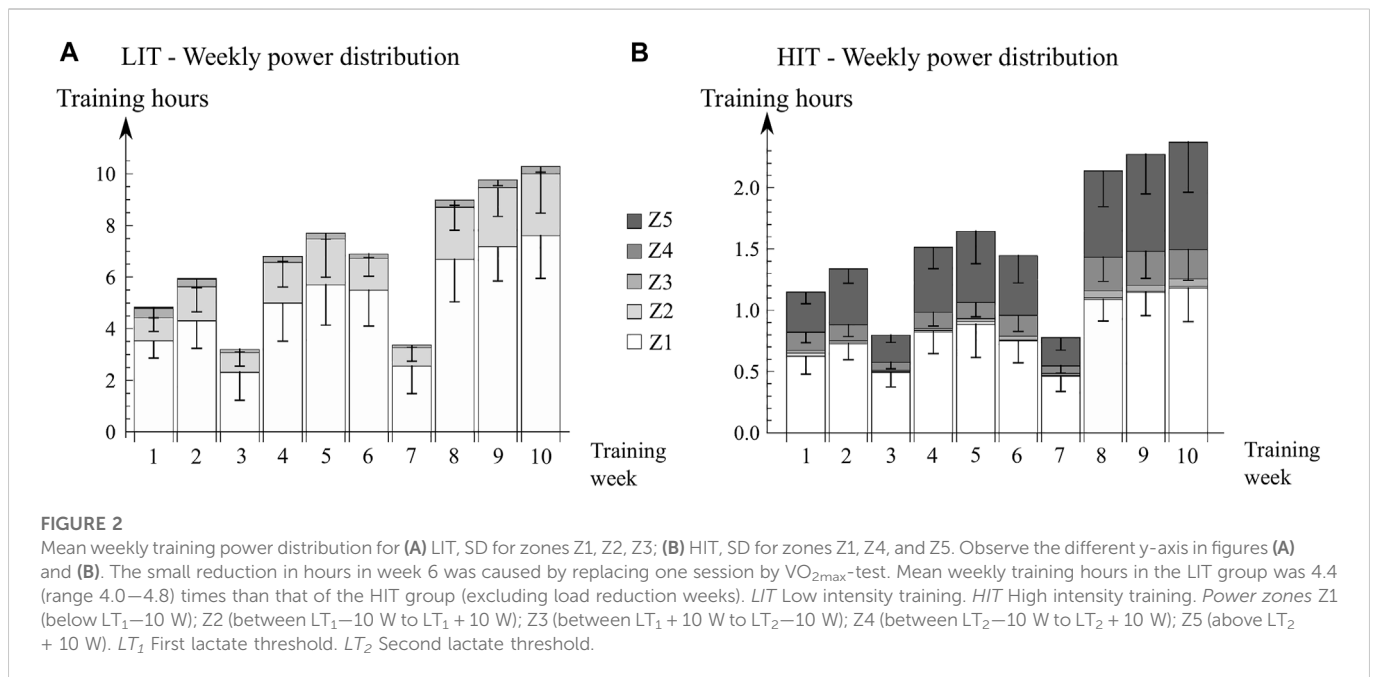 A LIT - Weekly power distribution
Training hours
10
8
6
4
2
0
1 2 3 4 5 6 7 8 9 10
Training
week
Z5
Z4
Z3
Z2
Z1
B HIT - Weekly power distribution
Training hours
2.0
1.5
1.0
0.5
0.0
1 2 3 4 5 6 7 8 9 10
Training
week
FIGURE 2
Mean weekly training power distribution for (A) LIT, SD for zones Z1, Z2, Z3; (B) HIT, SD for zones Z1, Z4, and Z5. Observe the different y-axis in figures (A)
and (B). The small reduction in hours in week 6 was caused by replacing one session by VO₂max-test. Mean weekly training hours in the LIT group was 4.4
(range 4.0—4.8) times than that of the HIT group (excluding load reduction weeks). LIT Low intensity training. HIT High intensity training. Power zones Z1
(below LT₁—10 W); Z2 (between LT₁—10 W to LT₁ + 10 W); Z3 (between LT₁ + 10 W to LT₂—10 W); Z4 (between LT₂—10 W to LT₂ + 10 W); Z5 (above LT₂
+ 10 W). LT₁ First lactate threshold. LT₂ Second lactate threshold.